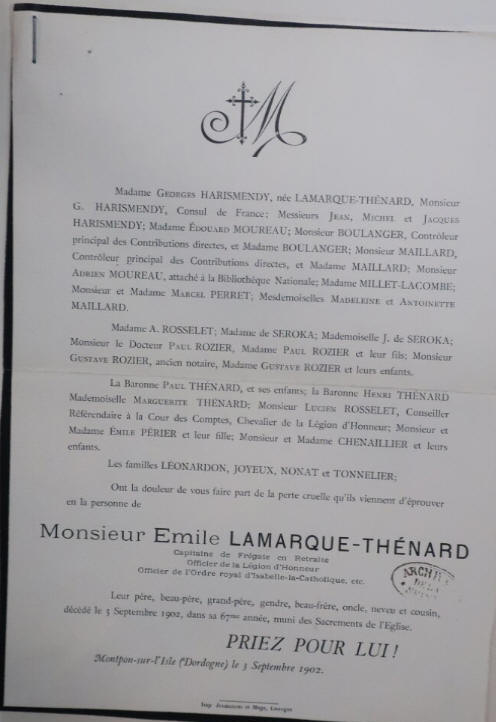 M
Madame GEORGES HARISMENDY, née LAMARQUE-THÉNARD, Monsieur
G. HARISMENDY, Consul de France; Messieurs JEAN, MICHEL et JACQUES
HARISMENDY; Madame ÉDOUARD MOUREAU; Monsieur BOULANGER, Contrôleur
principal des Contributions directes, et Madame BOULANGER; Monsieur MAILLARD,
Contrôleur principal des Contributions directes, et Madame MAILLARD; Monsieur
ADRIEN MOUREAU, attaché à la Bibliothèque Nationale; Madame MILLET-LACOMBE;
Monsieur et Madame MARCEL PERRET; Mesdemoiselles MADELEINE et ANTOINETTE
MAILLARD.
Madame A. ROSSELET; Madame de SEROKA; Mademoiselle J. de SEROKA;
Monsieur le Docteur PAUL ROZIER, Madame PAUL ROZIER et leur fils; Monsieur
GUSTAVE ROZIER, ancien notaire, Madame GUSTAVE ROZIER et leurs enfants.
La Baronne PAUL THÉNARD, et ses enfants; la Baronne HENRI THÉNARD
Mademoiselle MARGUERITE THÉNARD; Monsieur LUCIEN ROSSELET, Conseiller
Référendaire à la Cour des Comptes, Chevalier de la Légion d'Honneur; Monsieur et
Madame ÉMILE PÉRIER et leur fille; Monsieur et Madame CHENAILLIER et leurs
enfants.
Les familles LÉONARDON, JOYEUX, NONAT et TONNELIER;
Ont la douleur de vous faire part de la perte cruelle qu'ils viennent d'éprouver
en la personne de
Monsieur Emile LAMARQUE-THÉNARD
Capitaine de Frégate en Retraite
Officier de la Légion d'Honneur
Officier de l'Ordre royal d'Isabelle-la-Catholique, etc.
ARCH
DE LA
Leur père, beau-père, grand-père, gendre, beau-frère, oncle, neveu et cousin,
décédé le 3 Septembre 1902, dans sa 67me année, muni des Sacrements de l'Eglise.
PRIEZ POUR LUI !
Montpon-sur-l'Isle (Dordogne) le 3 Septembre 1902.
Imp. et Limoges